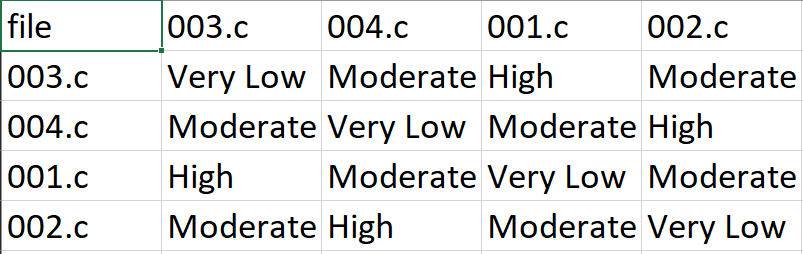 file 003.c 004.c 001.c 002.c
003.c Very Low Moderate High Moderate
004.c Moderate Very Low Moderate High
001.c High Moderate Very Low Moderate
002.c Moderate High Moderate Very Low